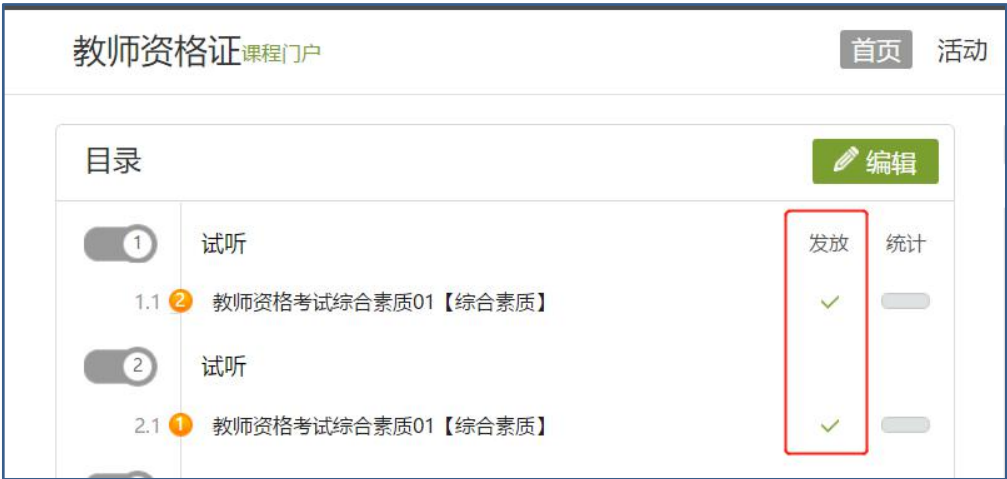 教师资格证课程门户 首页 活动
目录 编辑
1 试听 发放 统计
1.1 2 教师资格考试综合素质01【综合素质】
2 试听
2.1 1 教师资格考试综合素质01【综合素质】